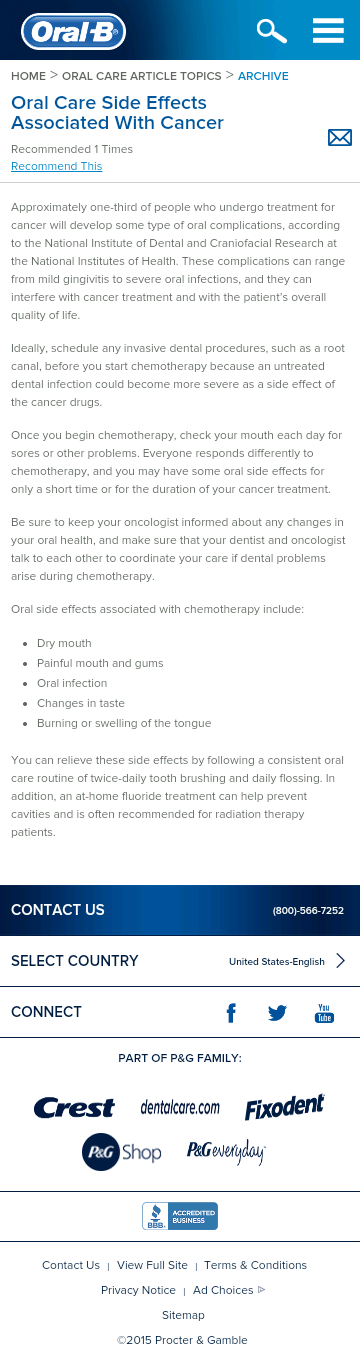 Oral-B
HOME > ORAL CARE ARTICLE TOPICS > ARCHIVE
Oral Care Side Effects
Associated With Cancer
Recommended 1 Times
Recommend This
Approximately one-third of people who undergo treatment for
cancer will develop some type of oral complications, according
to the National Institute of Dental and Craniofacial Research at
the National Institutes of Health. These complications can range
from mild gingivitis to severe oral infections, and they can
interfere with cancer treatment and with the patient's overall
quality of life.
Ideally, schedule any invasive dental procedures, such as a root
canal, before you start chemotherapy because an untreated
dental infection could become more severe as a side effect of
the cancer drugs.
Once you begin chemotherapy, check your mouth each day for
sores or other problems. Everyone responds differently to
chemotherapy, and you may have some oral side effects for
only a short time or for the duration of your cancer treatment.
Be sure to keep your oncologist informed about any changes in
your oral health, and make sure that your dentist and oncologist
talk to each other to coordinate your care if dental problems
arise during chemotherapy.
Oral side effects associated with chemotherapy include:
• Dry mouth
• Painful mouth and gums
• Oral infection
• Changes in taste
• Burning or swelling of the tongue
You can relieve these side effects by following a consistent oral
care routine of twice-daily tooth brushing and daily flossing. In
addition, an at-home fluoride treatment can help prevent
cavities and is often recommended for radiation therapy
patients.
CONTACT US (800)-566-7252
SELECT COUNTRY United States-English
CONNECT f You Tube
PART OF P&G FAMILY:
Crest dentalcare.com Fixodent
P&G Shop P&G everyday
BBB. ACCREDITED BUSINESS
Contact Us | View Full Site | Terms & Conditions
Privacy Notice | Ad Choices
Sitemap
©2015 Procter & Gamble